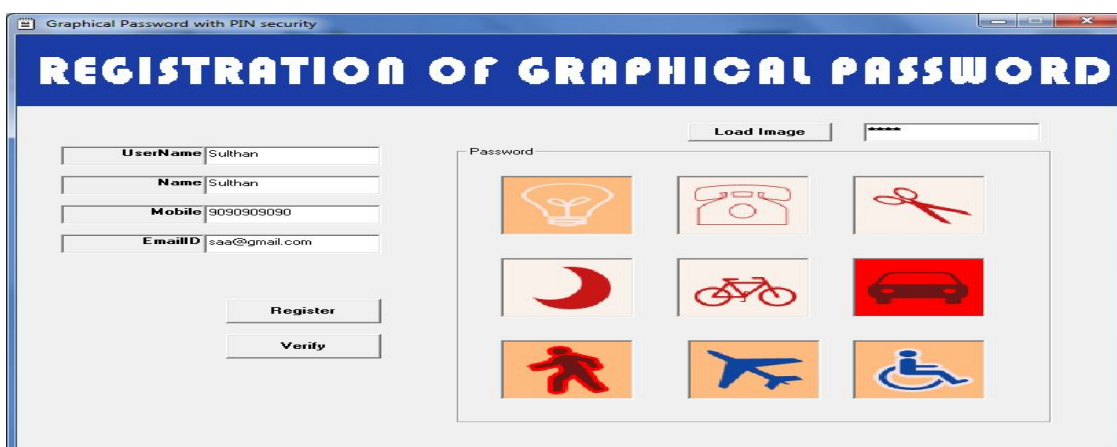 Graphical Password with PIN security
REGISTRATION OF GRAPHICAL PASSWORD
Load Image ****
UserName Sulthan
Name Sulthan
Mobile 9090909090
EmailID saa@gmail.com
Register
Verify
Password